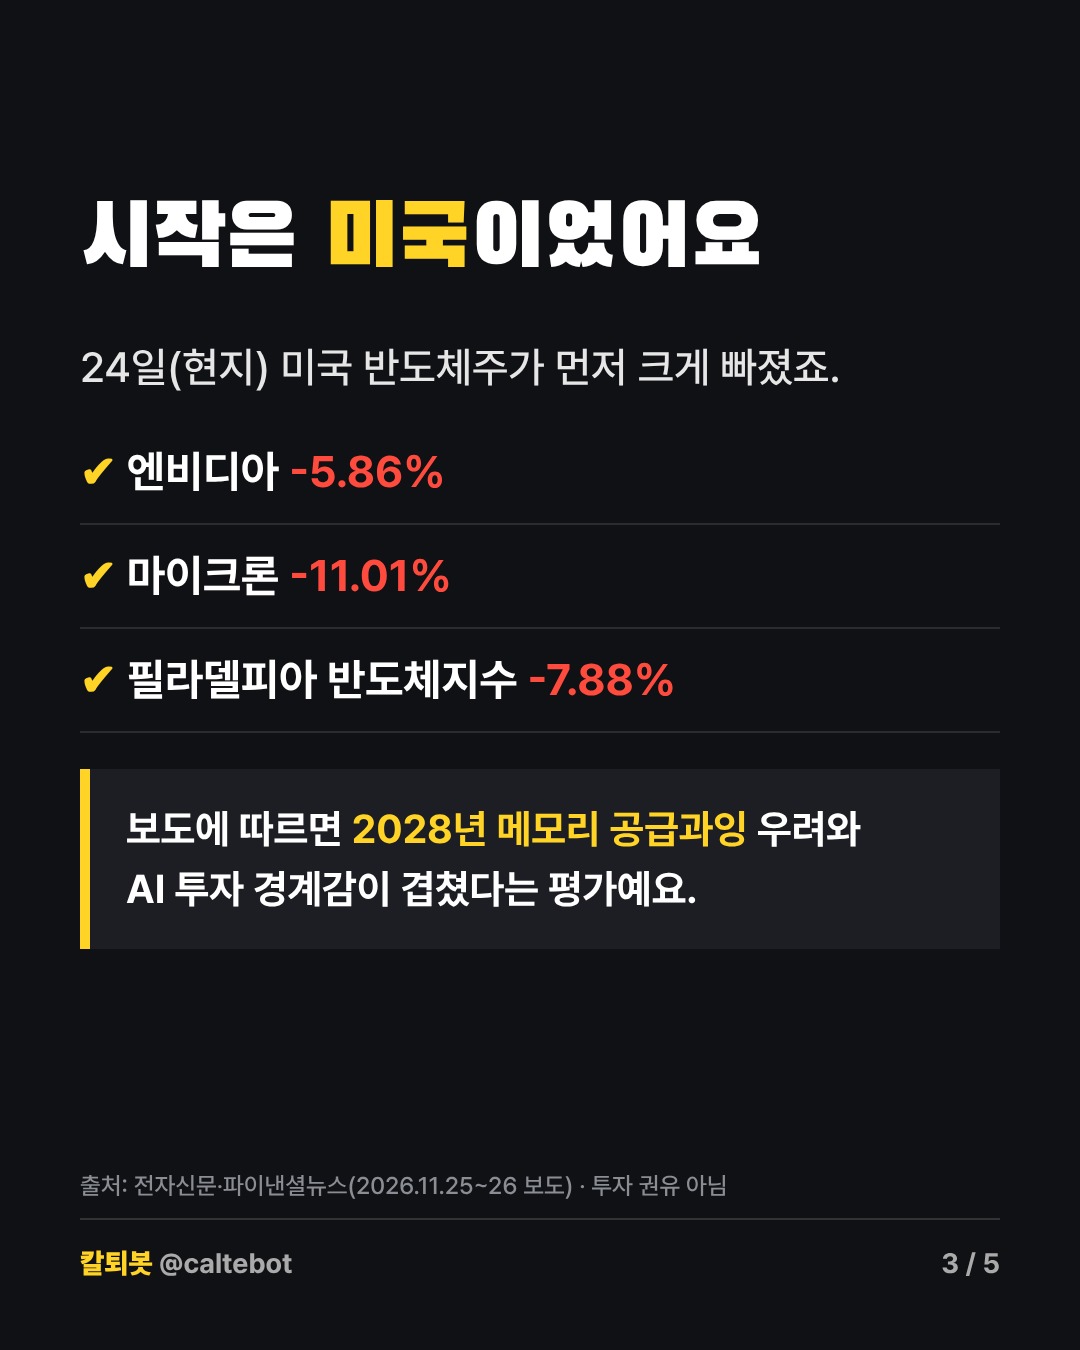 시작은 미국이었어요
24일(현지) 미국 반도체주가 먼저 크게 빠졌죠.
✔ 엔비디아 -5.86%
✔ 마이크론 -11.01%
✔ 필라델피아 반도체지수 -7.88%
보도에 따르면 2028년 메모리 공급과잉 우려와
AI 투자 경계감이 겹쳤다는 평가예요.
출처: 전자신문·파이낸셜뉴스(2026.11.25~26 보도) · 투자 권유 아님
칼퇴봇 @caltebot
3 / 5